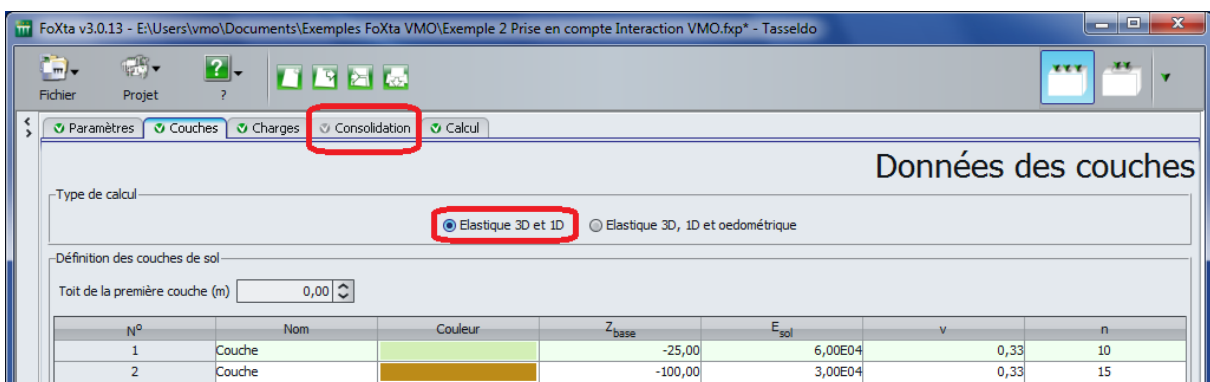 FoXta v3.0.13 - E:\Users\vmo\Documents\Exemples FoXta VMO\Exemple 2 Prise en compte Interaction VMO.fxp* - Tasseldo
Fichier Projet ?
Paramètres Couches Charges Consolidation Calcul
Données des couches
Type de calcul
Elastique 3D et 1D Elastique 3D, 1D et oedométrique
Définition des couches de sol
Toit de la première couche (m) 0,00
N° Nom Couleur Zbase Esol ν n
1 Couche -25,00 6,00E04 0,33 10
2 Couche -100,00 3,00E04 0,33 15